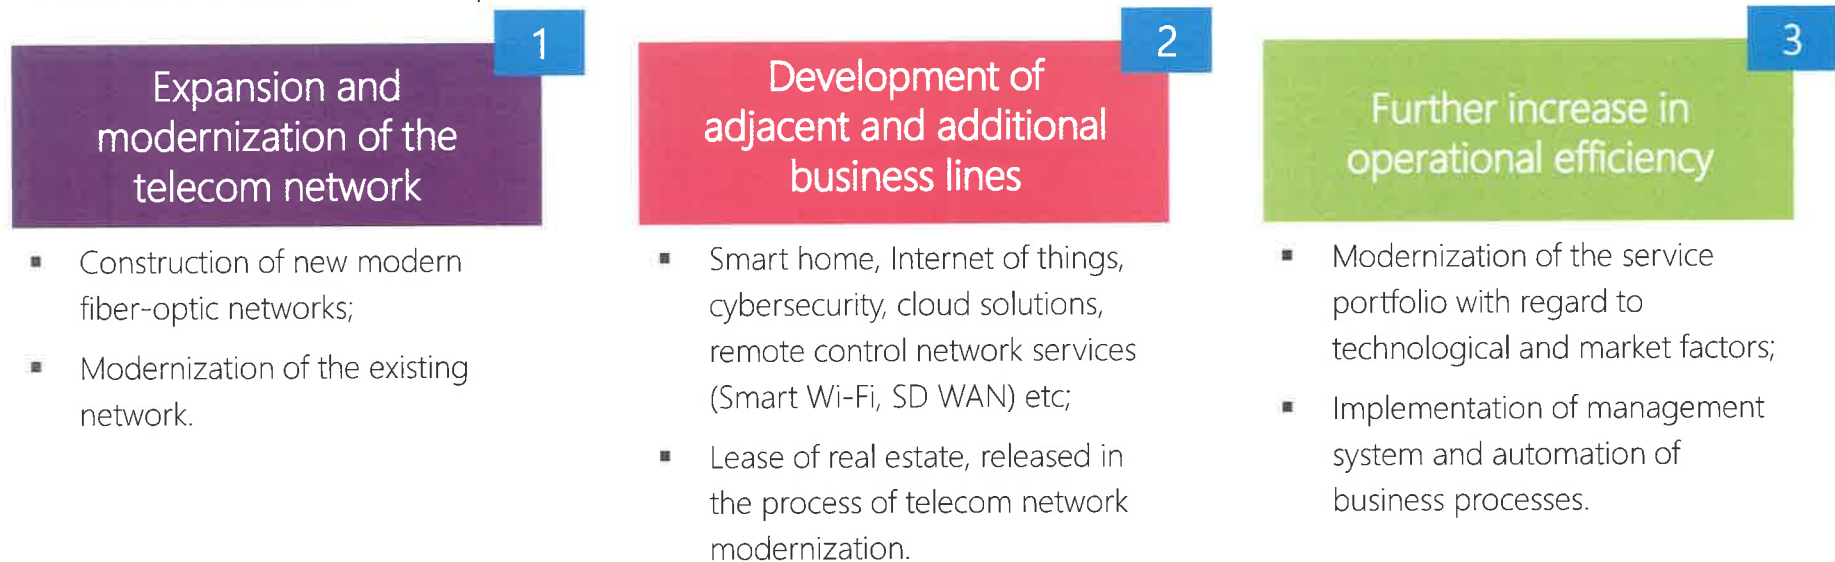 1
Expansion and
modernization of the
telecom network
▪ Construction of new modern
fiber-optic networks;
▪ Modernization of the existing
network.
2
Development of
adjacent and additional
business lines
▪ Smart home, Internet of things,
cybersecurity, cloud solutions,
remote control network services
(Smart Wi-Fi, SD WAN) etc;
▪ Lease of real estate, released in
the process of telecom network
modernization.
3
Further increase in
operational efficiency
▪ Modernization of the service
portfolio with regard to
technological and market factors;
▪ Implementation of management
system and automation of
business processes.